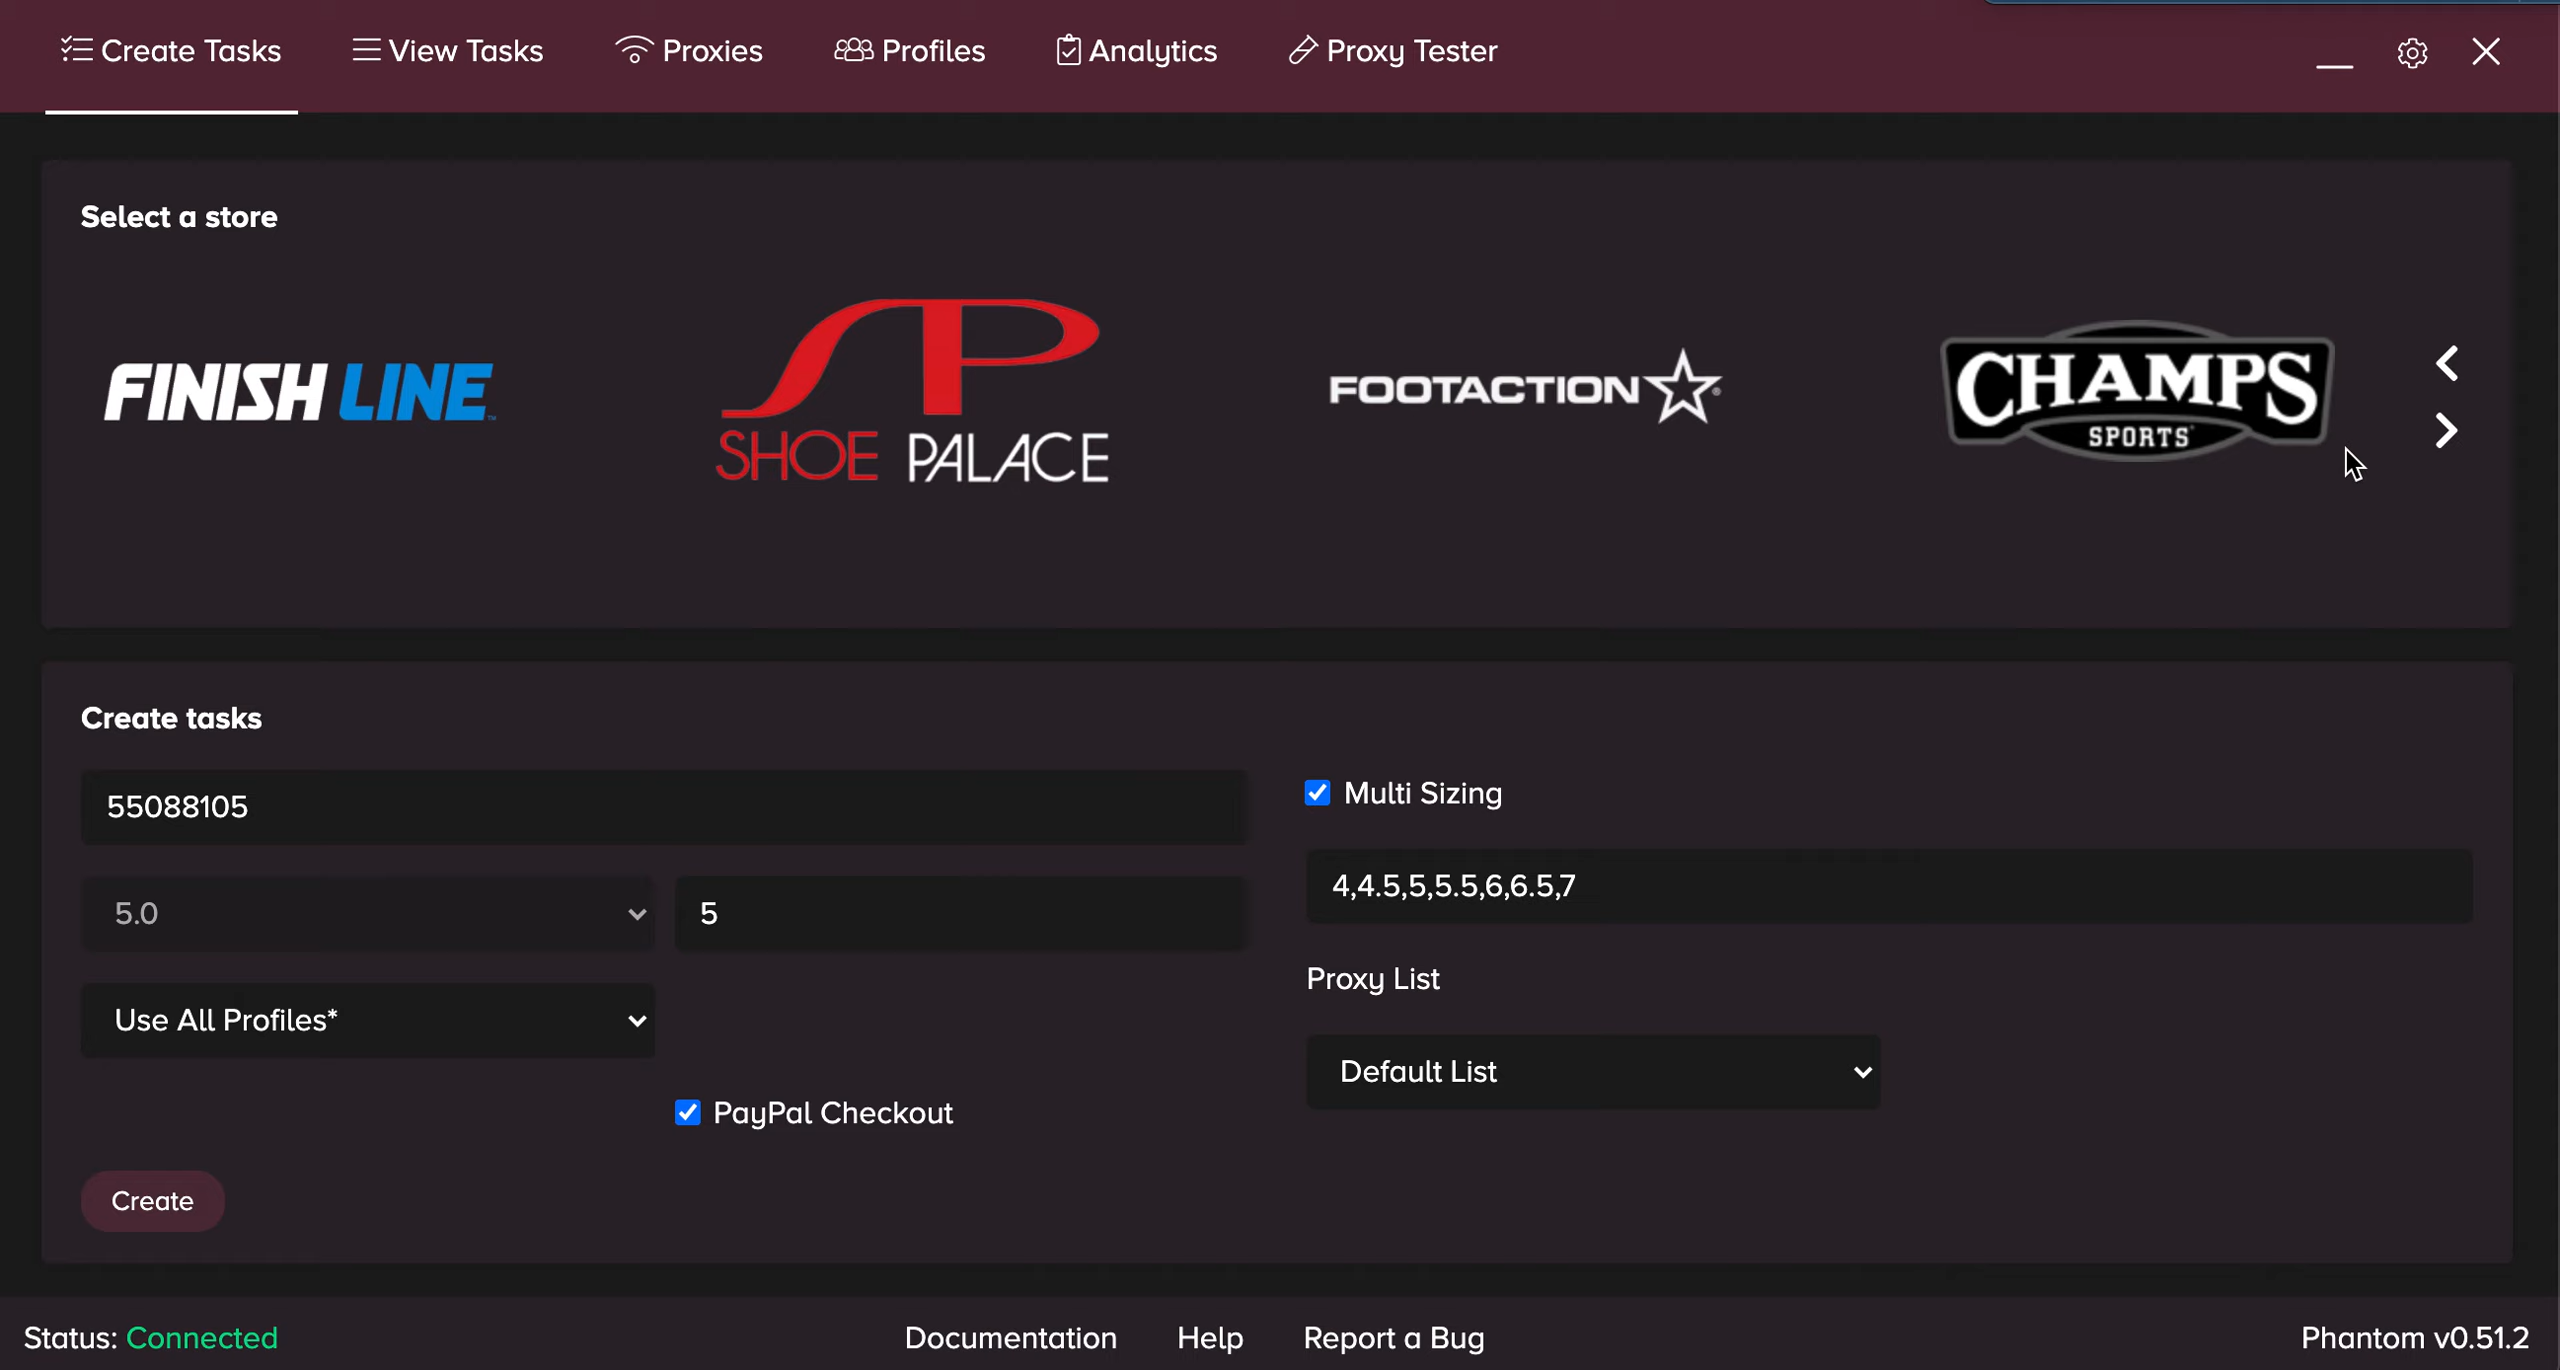 Create Tasks View Tasks Proxies Profiles Analytics Proxy Tester
Select a store
FINISH LINE™
SP
SHOE PALACE
FOOTACTION®
CHAMPS
SPORTS
Create tasks
55088105
Multi Sizing
5.0
5
4,4.5,5,5.5,6,6.5,7
Use All Profiles*
Proxy List
Default List
PayPal Checkout
Create
Status: Connected Documentation Help Report a Bug Phantom v0.51.2